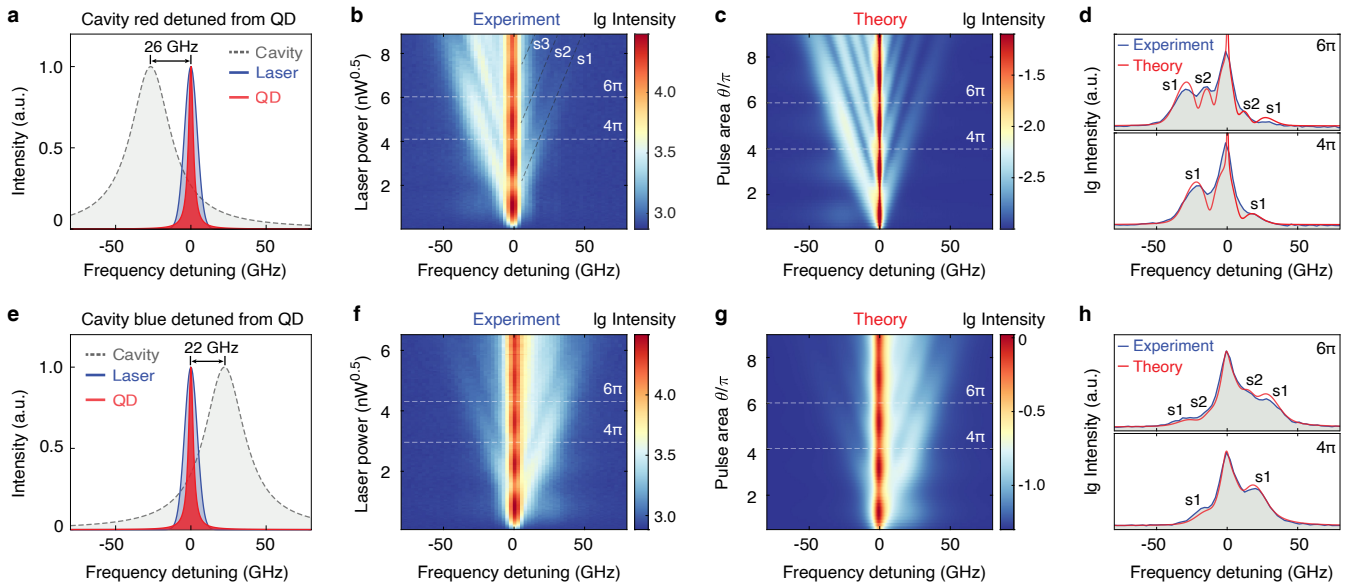 a
Cavity red detuned from QD
26 GHz
Cavity
Laser
QD
1.0
0.5
0
Intensity (a.u.)
-50
0
50
Frequency detuning (GHz)
b
Experiment
lg Intensity
s3
s2
s1
6π
4π
8
6
4
2
Laser power (nW0.5)
-50
0
50
4.0
3.5
3.0
Frequency detuning (GHz)
c
Theory
lg Intensity
6π
4π
8
6
4
2
Pulse area θ/π
-50
0
50
-1.5
-2.0
-2.5
Frequency detuning (GHz)
d
Experiment
Theory
6π
s1
s2
s2
s1
4π
s1
s1
lg Intensity (a.u.)
-50
0
50
Frequency detuning (GHz)
e
Cavity blue detuned from QD
22 GHz
Cavity
Laser
QD
1.0
0.5
0
Intensity (a.u.)
-50
0
50
Frequency detuning (GHz)
f
Experiment
lg Intensity
6π
4π
6
4
2
Laser power (nW0.5)
-50
0
50
4.5
4.0
3.5
3.0
Frequency detuning (GHz)
g
Theory
lg Intensity
6π
4π
8
6
4
2
Pulse area θ/π
-50
0
50
0
-0.5
-1.0
Frequency detuning (GHz)
h
Experiment
Theory
6π
s1
s2
s2
s1
4π
s1
s1
lg Intensity (a.u.)
-50
0
50
Frequency detuning (GHz)